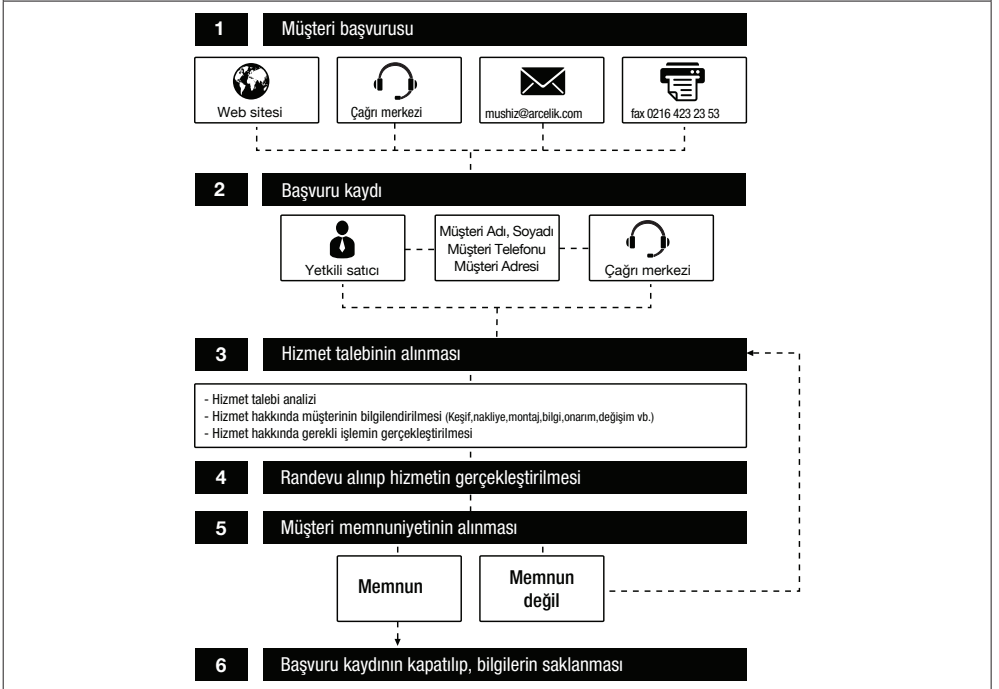 1 Müşteri başvurusu
Web sitesi
Çağrı merkezi
mushiz@arcelik.com
fax 0216 423 23 53
2 Başvuru kaydı
Yetkili satıcı
Müşteri Adı, Soyadı
Müşteri Telefonu
Müşteri Adresi
Çağrı merkezi
3 Hizmet talebinin alınması
- Hizmet talebi analizi
- Hizmet hakkında müşterinin bilgilendirilmesi (Keşif,nakliye,montaj,bilgi,onarım,değişim vb.)
- Hizmet hakkında gerekli işlemin gerçekleştirilmesi
4 Randevu alınıp hizmetin gerçekleştirilmesi
5 Müşteri memnuniyetinin alınması
Memnun
Memnun
değil
6 Başvuru kaydının kapatılıp, bilgilerin saklanması